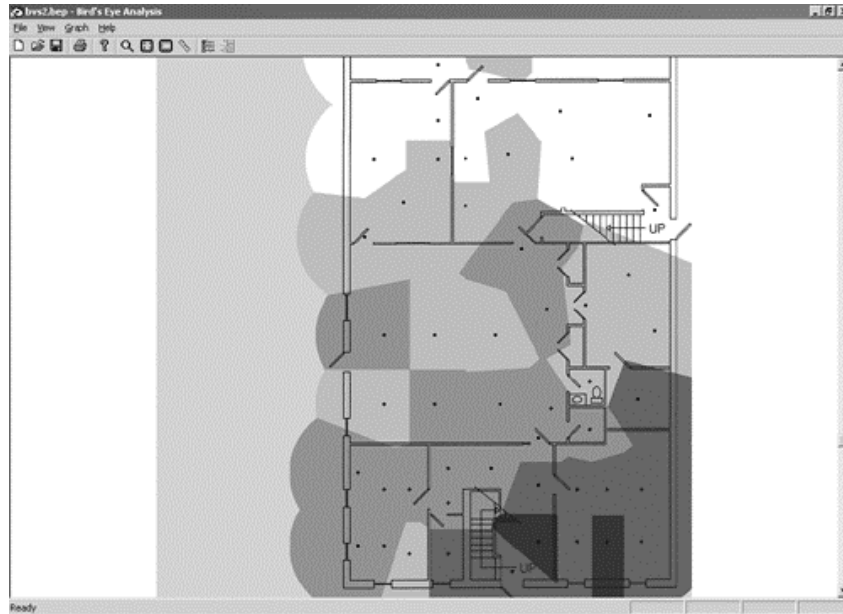 bvs2.bep - Bird's Eye Analysis
File View Graph Help
UP
UP
Ready